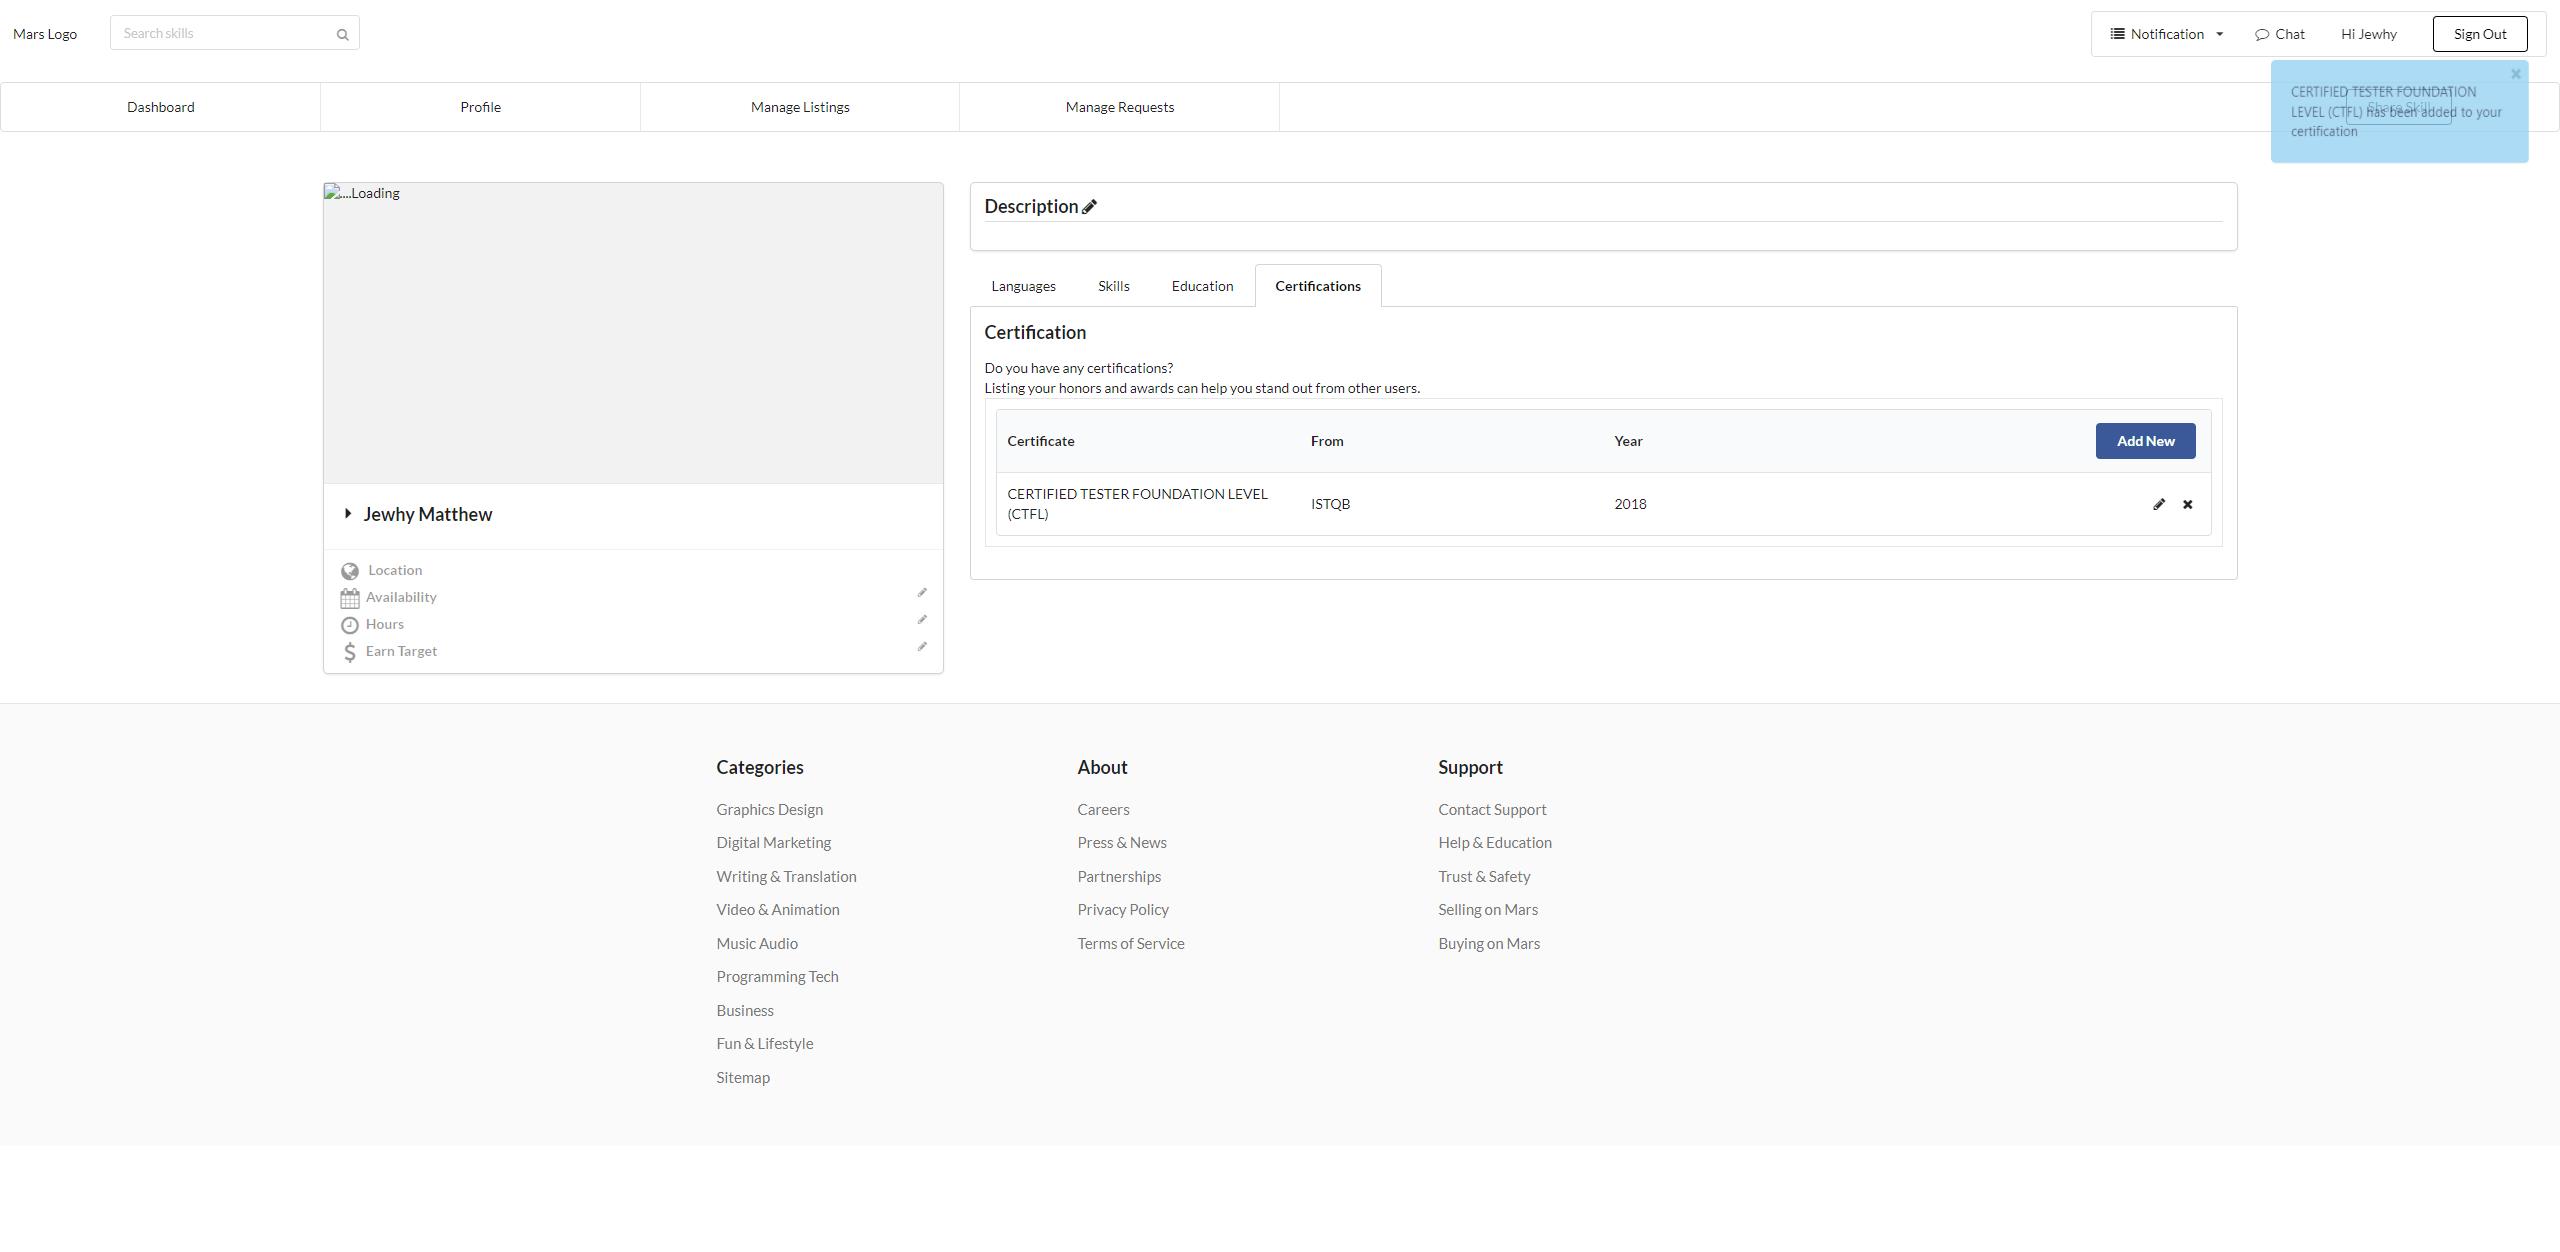 Mars Logo
Search skills
Notification
Chat
Hi Jewhy
Sign Out
Dashboard
Profile
Manage Listings
Manage Requests
Share Skill
CERTIFIED TESTER FOUNDATION
LEVEL (CTFL) has been added to your
certification
....Loading
Jewhy Matthew
Location
Availability
Hours
Earn Target
Description
Languages
Skills
Education
Certifications
Certification
Do you have any certifications?
Listing your honors and awards can help you stand out from other users.
Certificate
From
Year
Add New
CERTIFIED TESTER FOUNDATION LEVEL
(CTFL)
ISTQB
2018
Categories
Graphics Design
Digital Marketing
Writing & Translation
Video & Animation
Music Audio
Programming Tech
Business
Fun & Lifestyle
Sitemap
About
Careers
Press & News
Partnerships
Privacy Policy
Terms of Service
Support
Contact Support
Help & Education
Trust & Safety
Selling on Mars
Buying on Mars